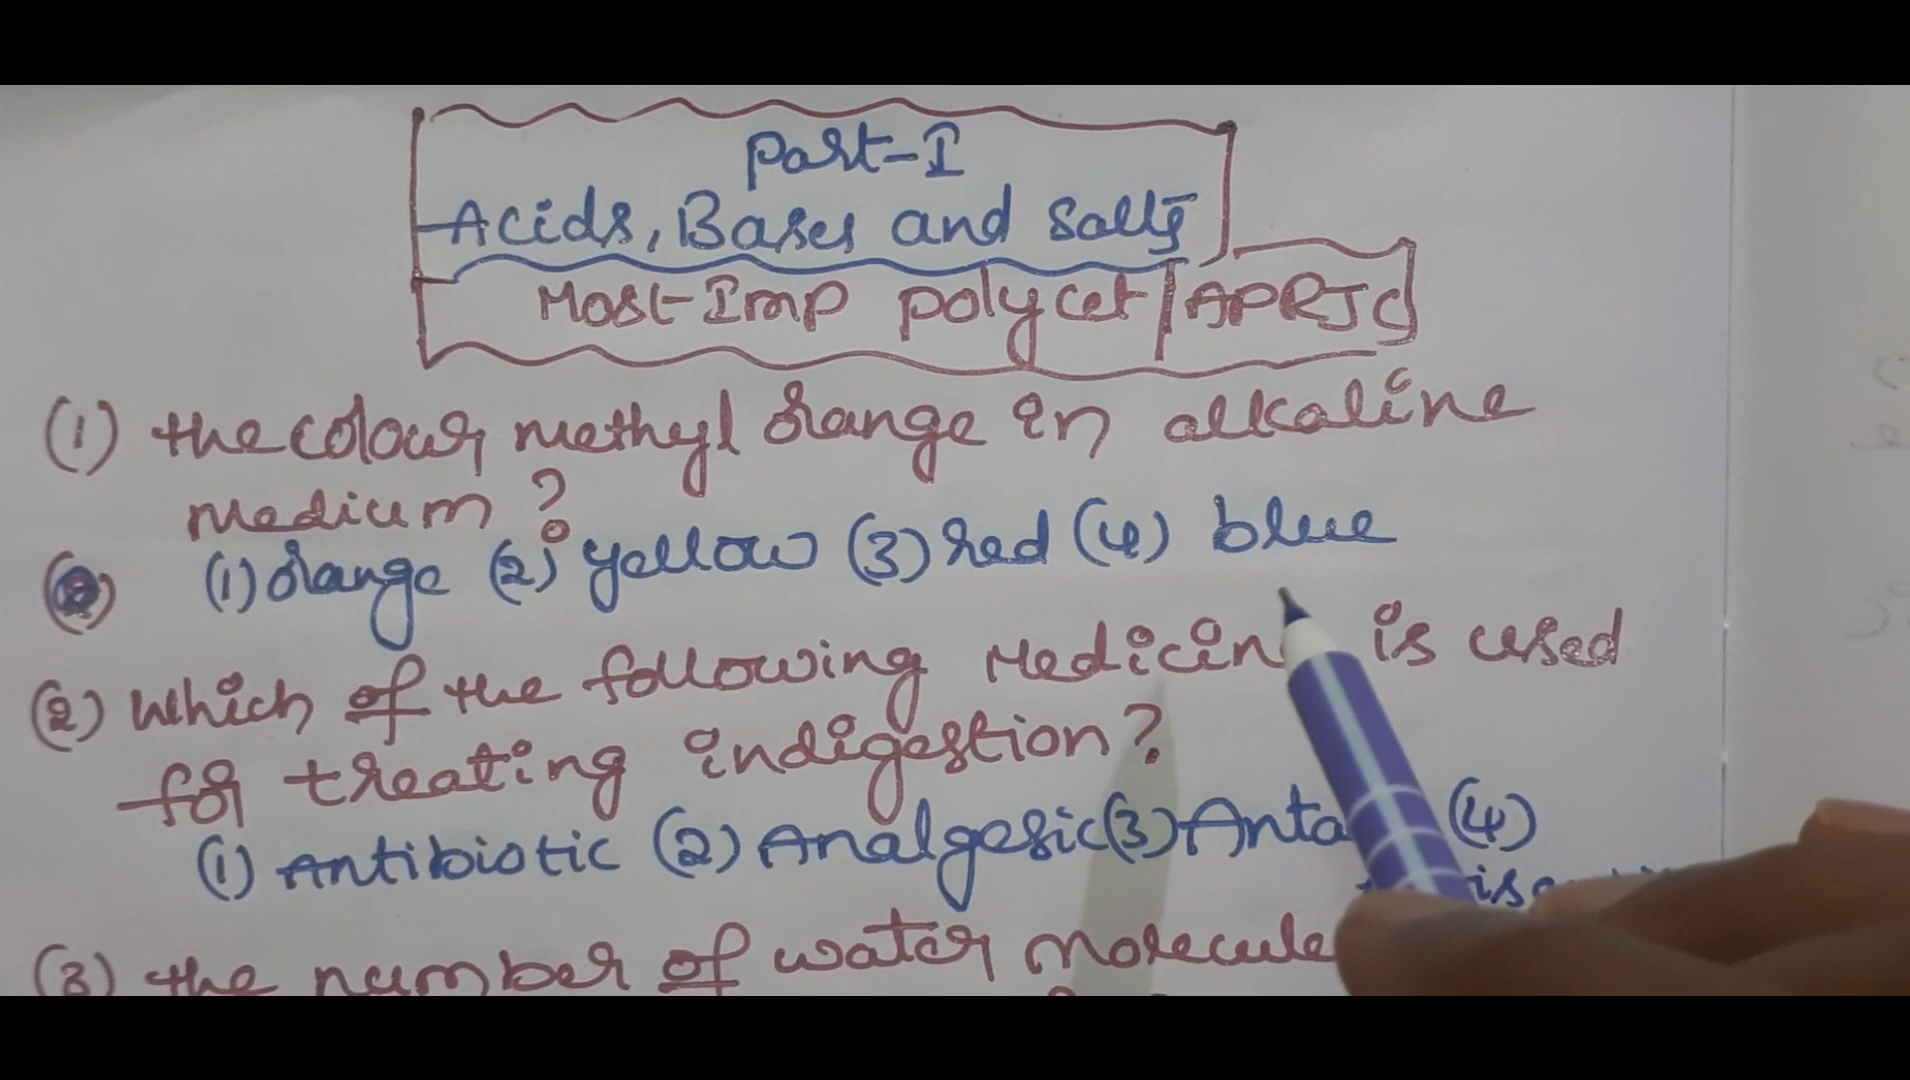 Part-I
Acids, Bases and Salts
Most-Imp polycet/APRJC
(1) the colour methyl orange in alkaline
medium?
(1) orange (2) yellow (3) red (4) blue
(2) Which of the following Medicine is used
for treating indigestion?
(1) Antibiotic (2) Analgesic (3) (4)
(3) the number of water molecule